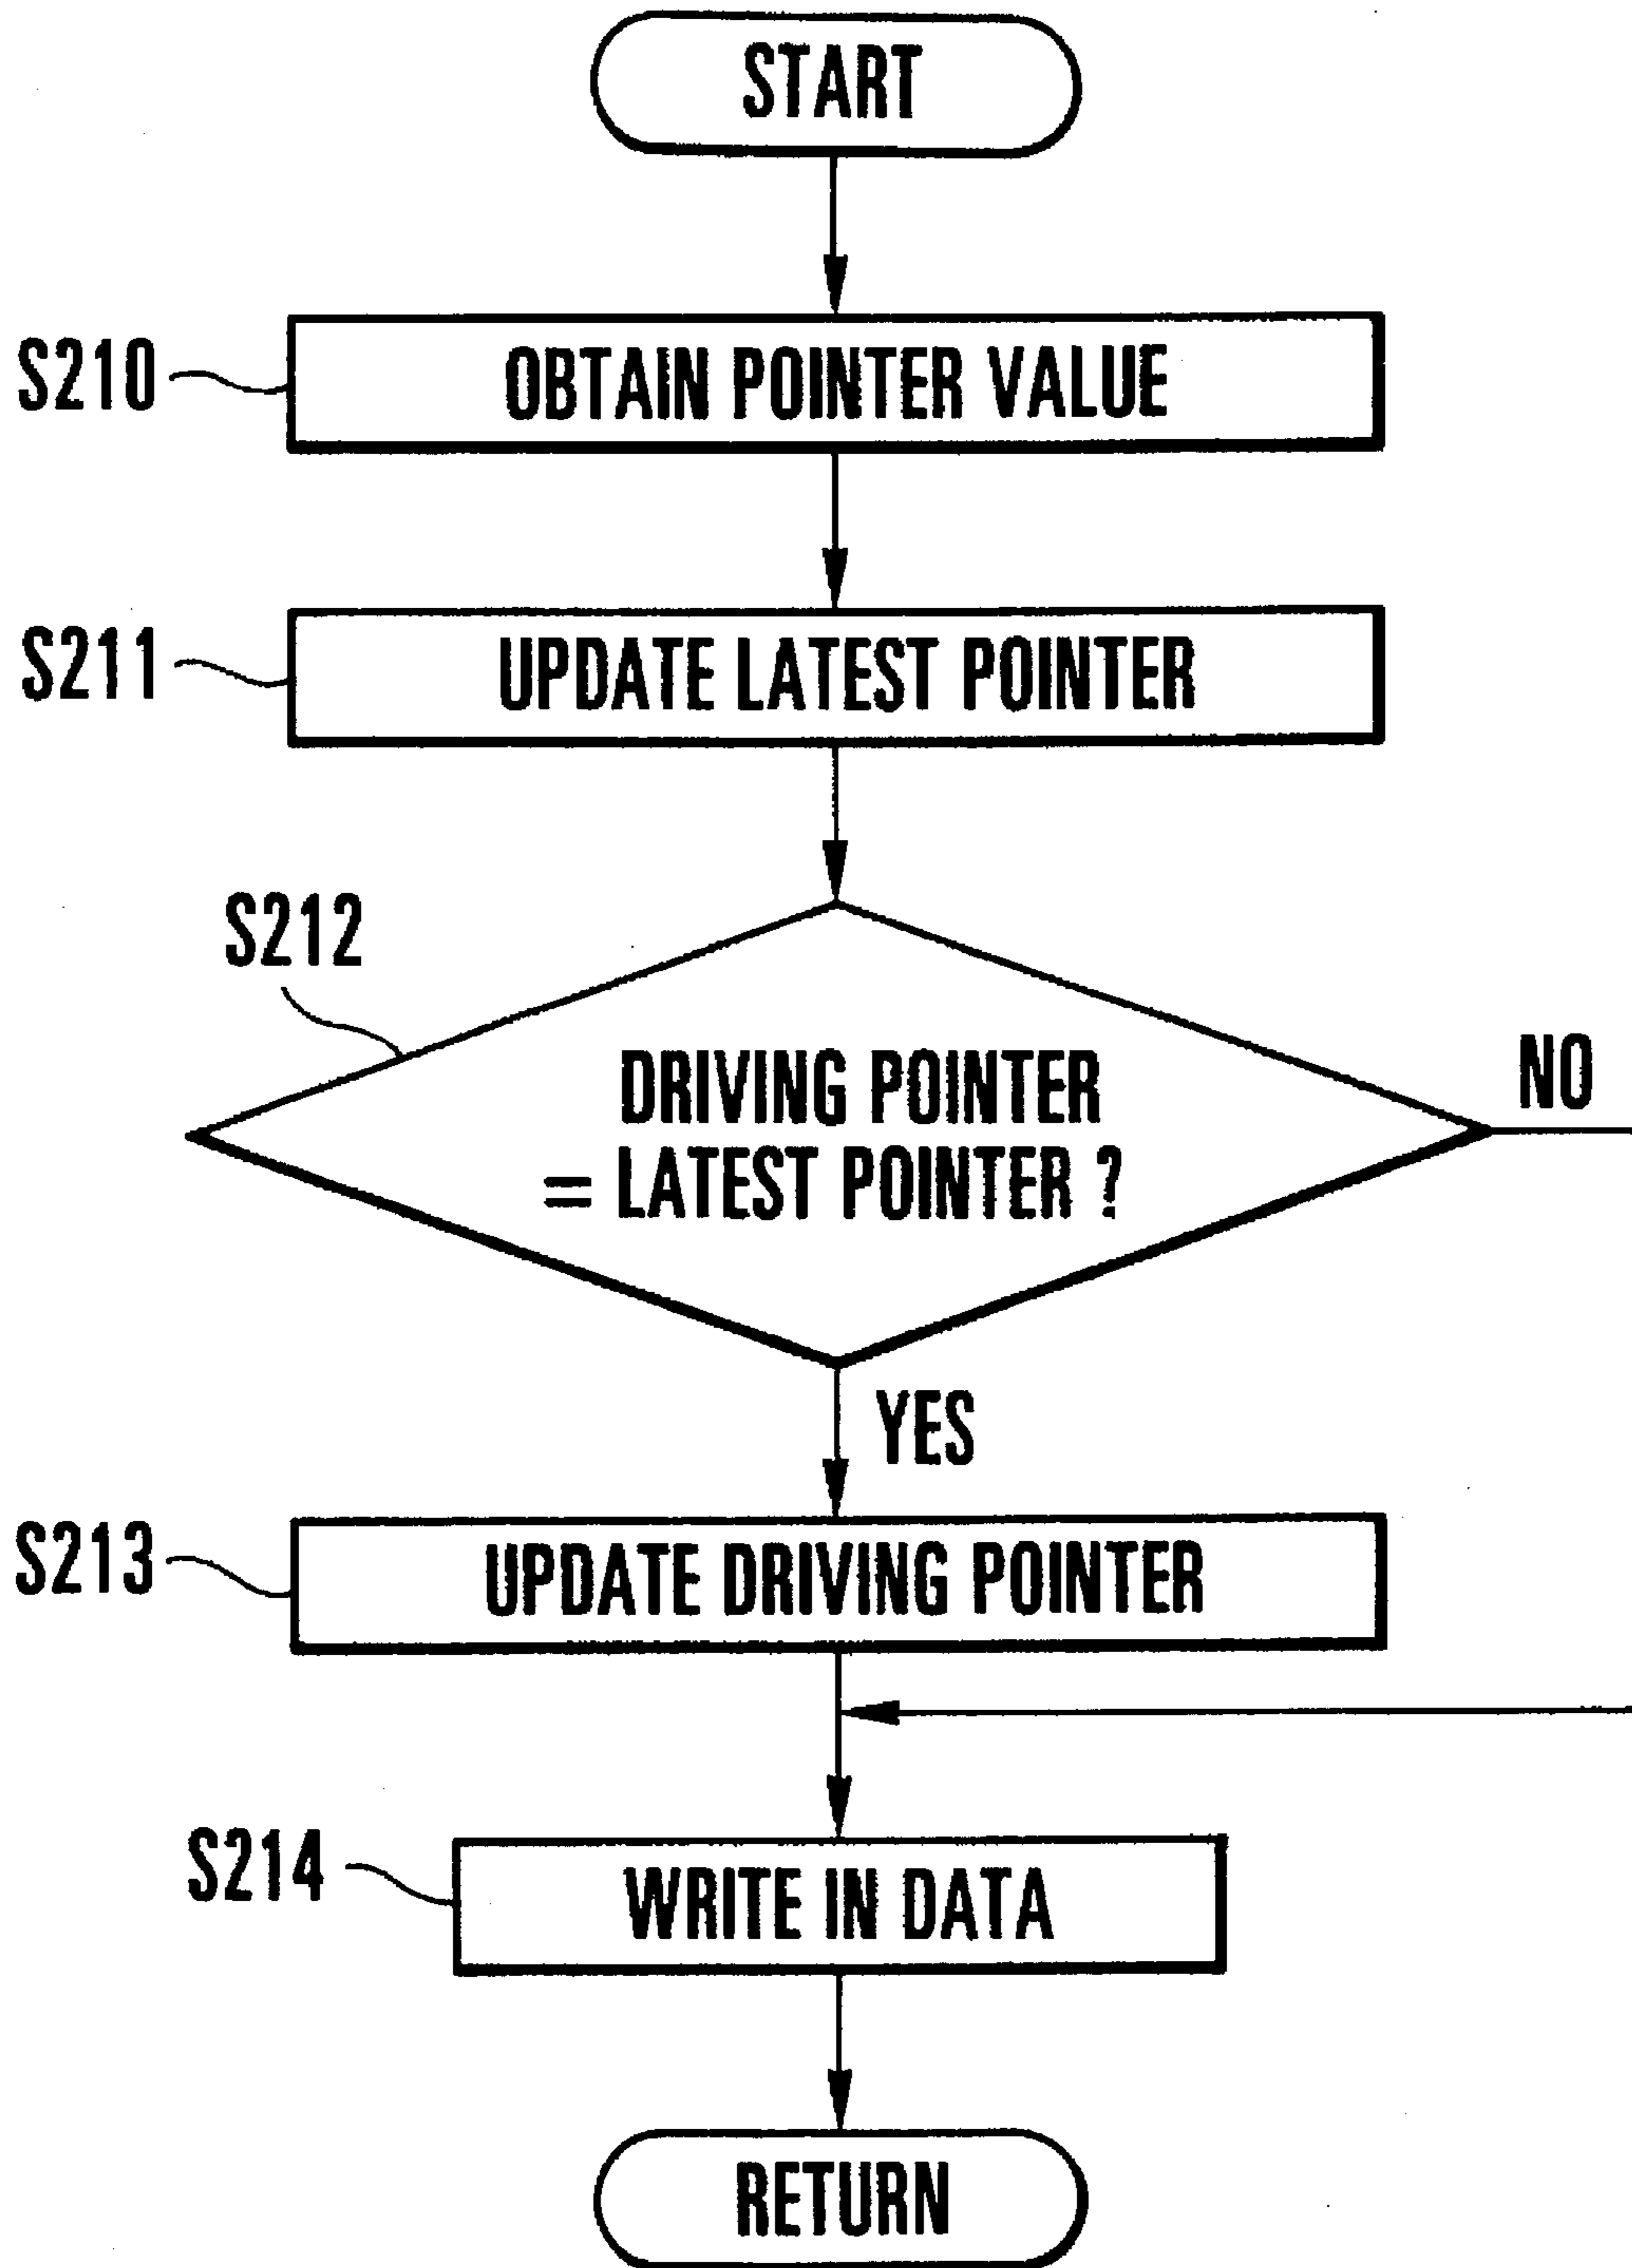 START
S210
OBTAIN POINTER VALUE
S211
UPDATE LATEST POINTER
S212
DRIVING POINTER
= LATEST POINTER ?
NO
YES
S213
UPDATE DRIVING POINTER
S214
WRITE IN DATA
RETURN